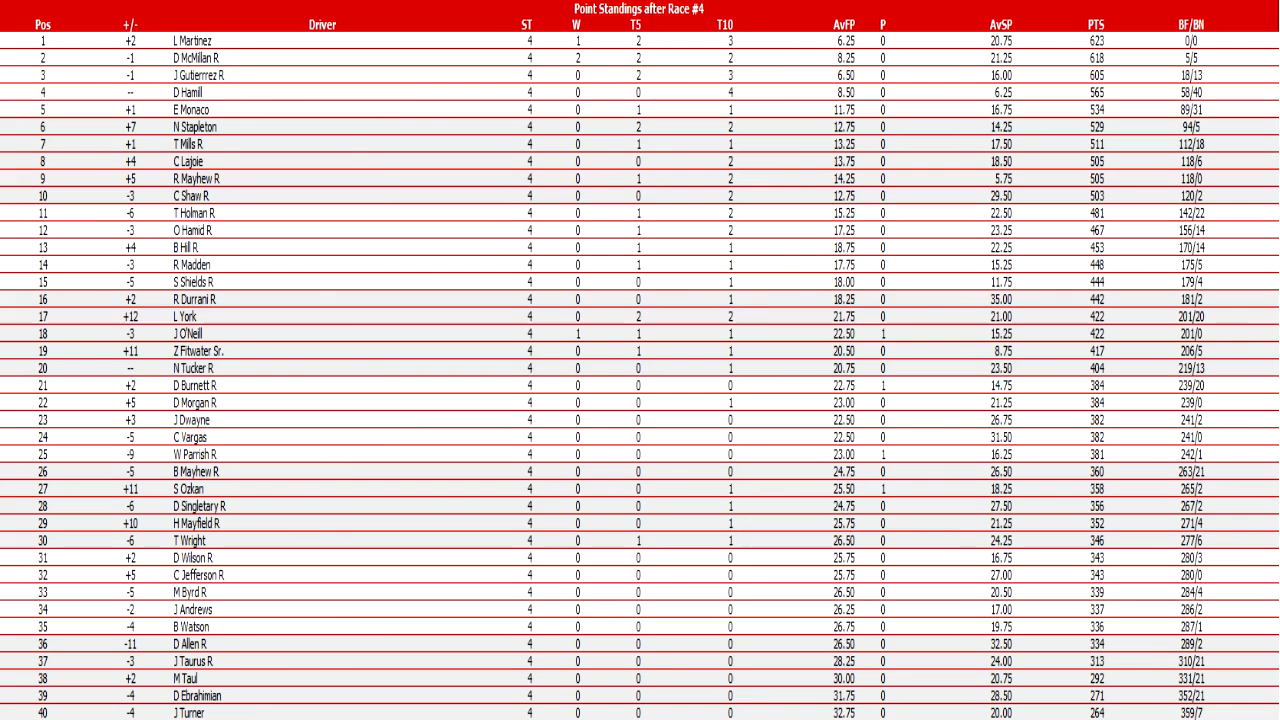 Point Standings after Race #4
Pos +/- Driver ST W T5 T10 AvFP P AvSP PTS BF/BN
1 +2 L Martinez 4 1 2 3 6.25 0 20.75 623 0/0
2 -1 D McMillan R 4 2 2 2 8.25 0 21.25 618 5/5
3 -1 J Gutierrrez R 4 0 2 3 6.50 0 16.00 605 18/13
4 -- D Hamill 4 0 0 4 8.50 0 6.25 565 58/40
5 +1 E Monaco 4 0 1 1 11.75 0 16.75 534 89/31
6 +7 N Stapleton 4 0 2 2 12.75 0 14.25 529 94/5
7 +1 T Mills R 4 0 1 1 13.25 0 17.50 511 112/18
8 +4 C Lajoie 4 0 0 2 13.75 0 18.50 505 118/6
9 +5 R Mayhew R 4 0 1 2 14.25 0 5.75 505 118/0
10 -3 C Shaw R 4 0 0 2 12.75 0 29.50 503 120/2
11 -6 T Holman R 4 0 1 2 15.25 0 22.50 481 142/22
12 -3 O Hamid R 4 0 1 2 17.25 0 23.25 467 156/14
13 +4 B Hill R 4 0 1 1 18.75 0 22.25 453 170/14
14 -3 R Madden 4 0 1 1 17.75 0 15.25 448 175/5
15 -5 S Shields R 4 0 0 1 18.00 0 11.75 444 179/4
16 +2 R Durrani R 4 0 0 1 18.25 0 35.00 442 181/2
17 +12 L York 4 0 2 2 21.75 0 21.00 422 201/20
18 -3 J O'Neill 4 1 1 1 22.50 1 15.25 422 201/0
19 +11 Z Fitwater Sr. 4 0 1 1 20.50 0 8.75 417 206/5
20 -- N Tucker R 4 0 0 1 20.75 0 23.50 404 219/13
21 +2 D Burnett R 4 0 0 0 22.75 1 14.75 384 239/20
22 +5 D Morgan R 4 0 0 1 23.00 0 21.25 384 239/0
23 +3 J Dwayne 4 0 0 0 22.50 0 26.75 382 241/2
24 -5 C Vargas 4 0 0 0 22.50 0 31.50 382 241/0
25 -9 W Parrish R 4 0 0 0 23.00 1 16.25 381 242/1
26 -5 B Mayhew R 4 0 0 0 24.75 0 26.50 360 263/21
27 +11 S Ozkan 4 0 0 1 25.50 1 18.25 358 265/2
28 -6 D Singletary R 4 0 0 1 24.75 0 27.50 356 267/2
29 +10 H Mayfield R 4 0 0 1 25.75 0 21.25 352 271/4
30 -6 T Wright 4 0 1 1 26.50 0 24.25 346 277/6
31 +2 D Wilson R 4 0 0 0 25.75 0 16.75 343 280/3
32 +5 C Jefferson R 4 0 0 0 25.75 0 27.00 343 280/0
33 -5 M Byrd R 4 0 0 0 26.50 0 20.50 339 284/4
34 -2 J Andrews 4 0 0 0 26.25 0 17.00 337 286/2
35 -4 B Watson 4 0 0 0 26.75 0 19.75 336 287/1
36 -11 D Allen R 4 0 0 0 26.50 0 32.50 334 289/2
37 -3 J Taurus R 4 0 0 0 28.25 0 24.00 313 310/21
38 +2 M Taul 4 0 0 0 30.00 0 20.75 292 331/21
39 -4 D Ebrahimian 4 0 0 0 31.75 0 28.50 271 352/21
40 -4 J Turner 4 0 0 0 32.75 0 20.00 264 359/7